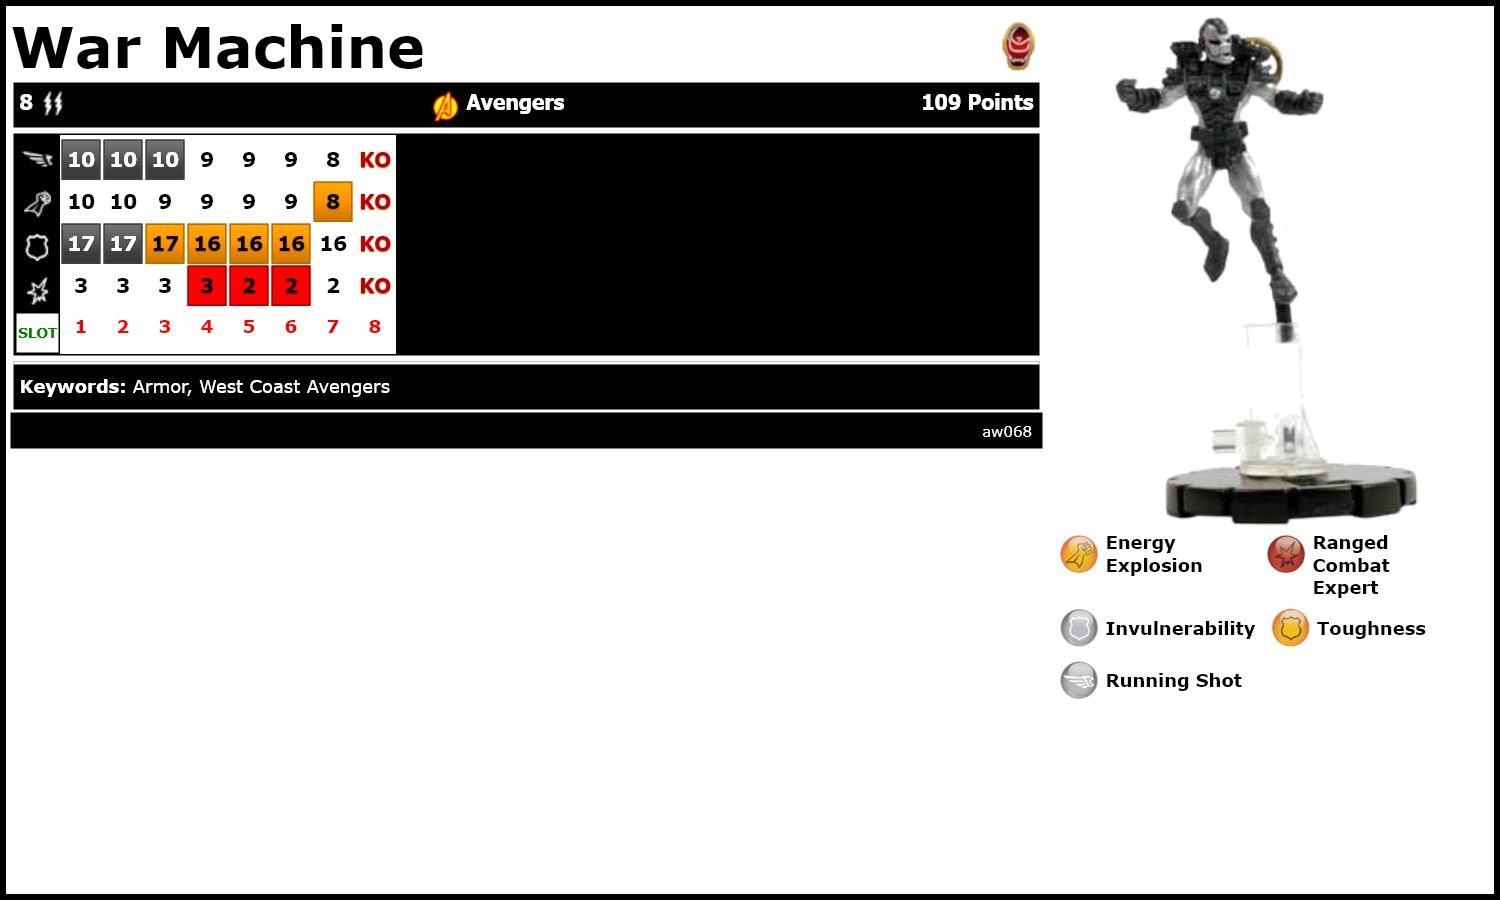 War Machine
8 Avengers 109 Points
10 10 10 9 9 9 8 KO
10 10 9 9 9 9 8 KO
17 17 17 16 16 16 16 KO
3 3 3 3 2 2 2 KO
SLOT 1 2 3 4 5 6 7 8
Keywords: Armor, West Coast Avengers
aw068
Energy
Explosion
Ranged
Combat
Expert
Invulnerability
Toughness
Running Shot